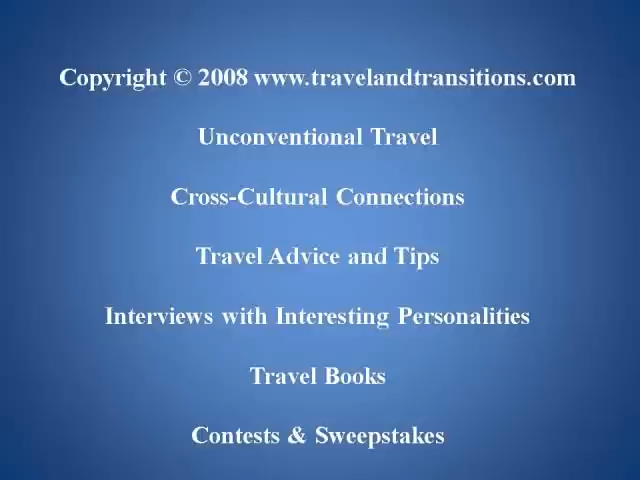 Copyright © 2008 www.travelandtransitions.com
Unconventional Travel
Cross-Cultural Connections
Travel Advice and Tips
Interviews with Interesting Personalities
Travel Books
Contests & Sweepstakes